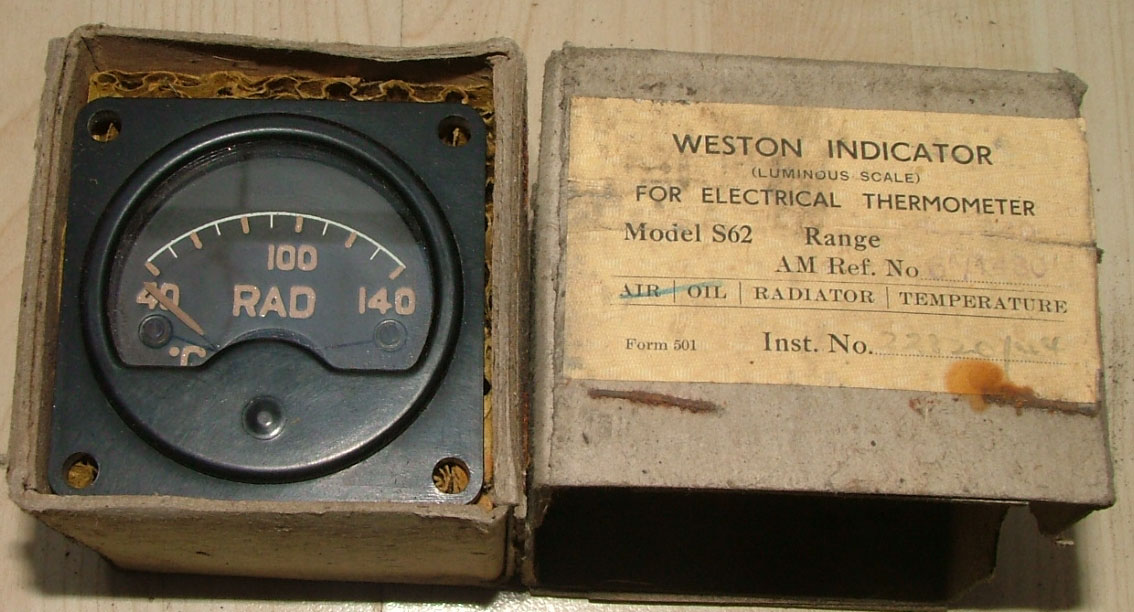 100
40 RAD 140
°C
WESTON INDICATOR
(LUMINOUS SCALE)
FOR ELECTRICAL THERMOMETER
Model S62 Range
AM Ref. No
AIR | OIL | RADIATOR | TEMPERATURE
Form 501 Inst. No.